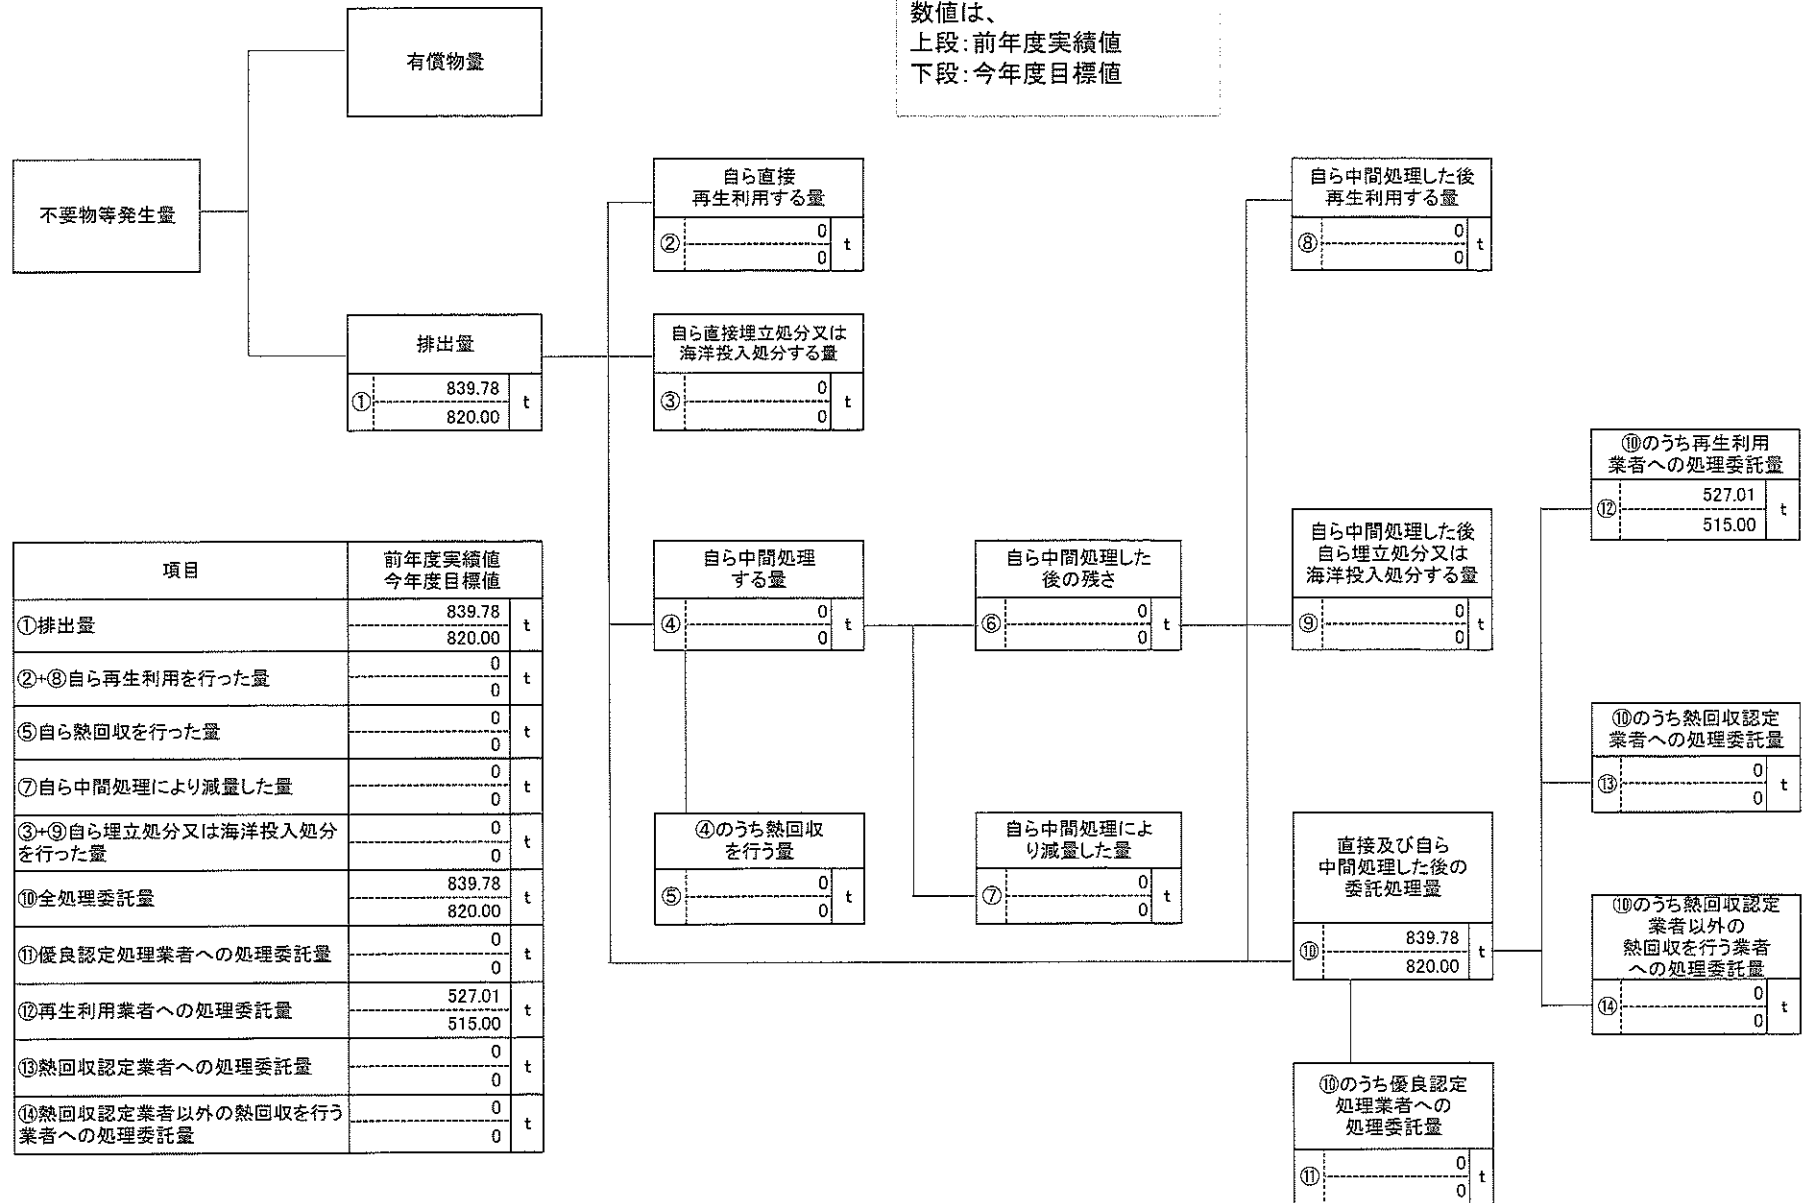 数値は、
上段：前年度実績値
下段：今年度目標値
有償物量
不要物等発生量
排出量
①
839.78
820.00
t
自ら直接
再生利用する量
②
0
0
t
自ら直接埋立処分又は
海洋投入処分する量
③
0
0
t
自ら中間処理
する量
④
0
0
t
④のうち熱回収
を行う量
⑤
0
0
t
自ら中間処理した
後の残さ
⑥
0
0
t
自ら中間処理によ
り減量した量
⑦
0
0
t
自ら中間処理した後
再生利用する量
⑧
0
0
t
自ら中間処理した後
自ら埋立処分又は
海洋投入処分する量
⑨
0
0
t
直接及び自ら
中間処理した後の
委託処理量
⑩
839.78
820.00
t
⑩のうち優良認定
処理業者への
処理委託量
⑪
0
0
t
⑩のうち再生利用
業者への処理委託量
⑫
527.01
515.00
t
⑩のうち熱回収認定
業者への処理委託量
⑬
0
0
t
⑩のうち熱回収認定
業者以外の
熱回収を行う業者
への処理委託量
⑭
0
0
t
項目
前年度実績値
今年度目標値
①排出量
839.78
820.00
t
②+⑧自ら再生利用を行った量
0
0
t
⑤自ら熱回収を行った量
0
0
t
⑦自ら中間処理により減量した量
0
0
t
③+⑨自ら埋立処分又は海洋投入処分
を行った量
0
0
t
⑩全処理委託量
839.78
820.00
t
⑪優良認定処理業者への処理委託量
0
0
t
⑫再生利用業者への処理委託量
527.01
515.00
t
⑬熱回収認定業者への処理委託量
0
0
t
⑭熱回収認定業者以外の熱回収を行う
業者への処理委託量
0
0
t